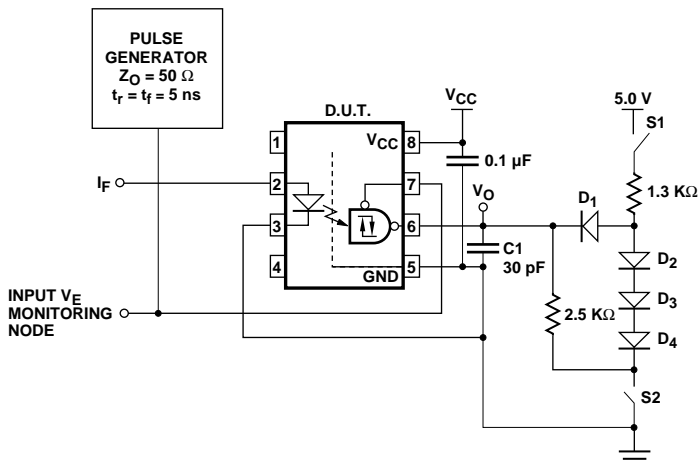 PULSE
GENERATOR
Z_O = 50 Ω
t_r = t_f = 5 ns
D.U.T.
V_CC
5.0 V
S1
1
V_CC
8
0.1 µF
I_F
2
7
V_O
D_1
1.3 KΩ
3
6
C1
30 pF
D_2
4
GND
5
INPUT V_E
MONITORING
NODE
2.5 KΩ
D_3
D_4
S2